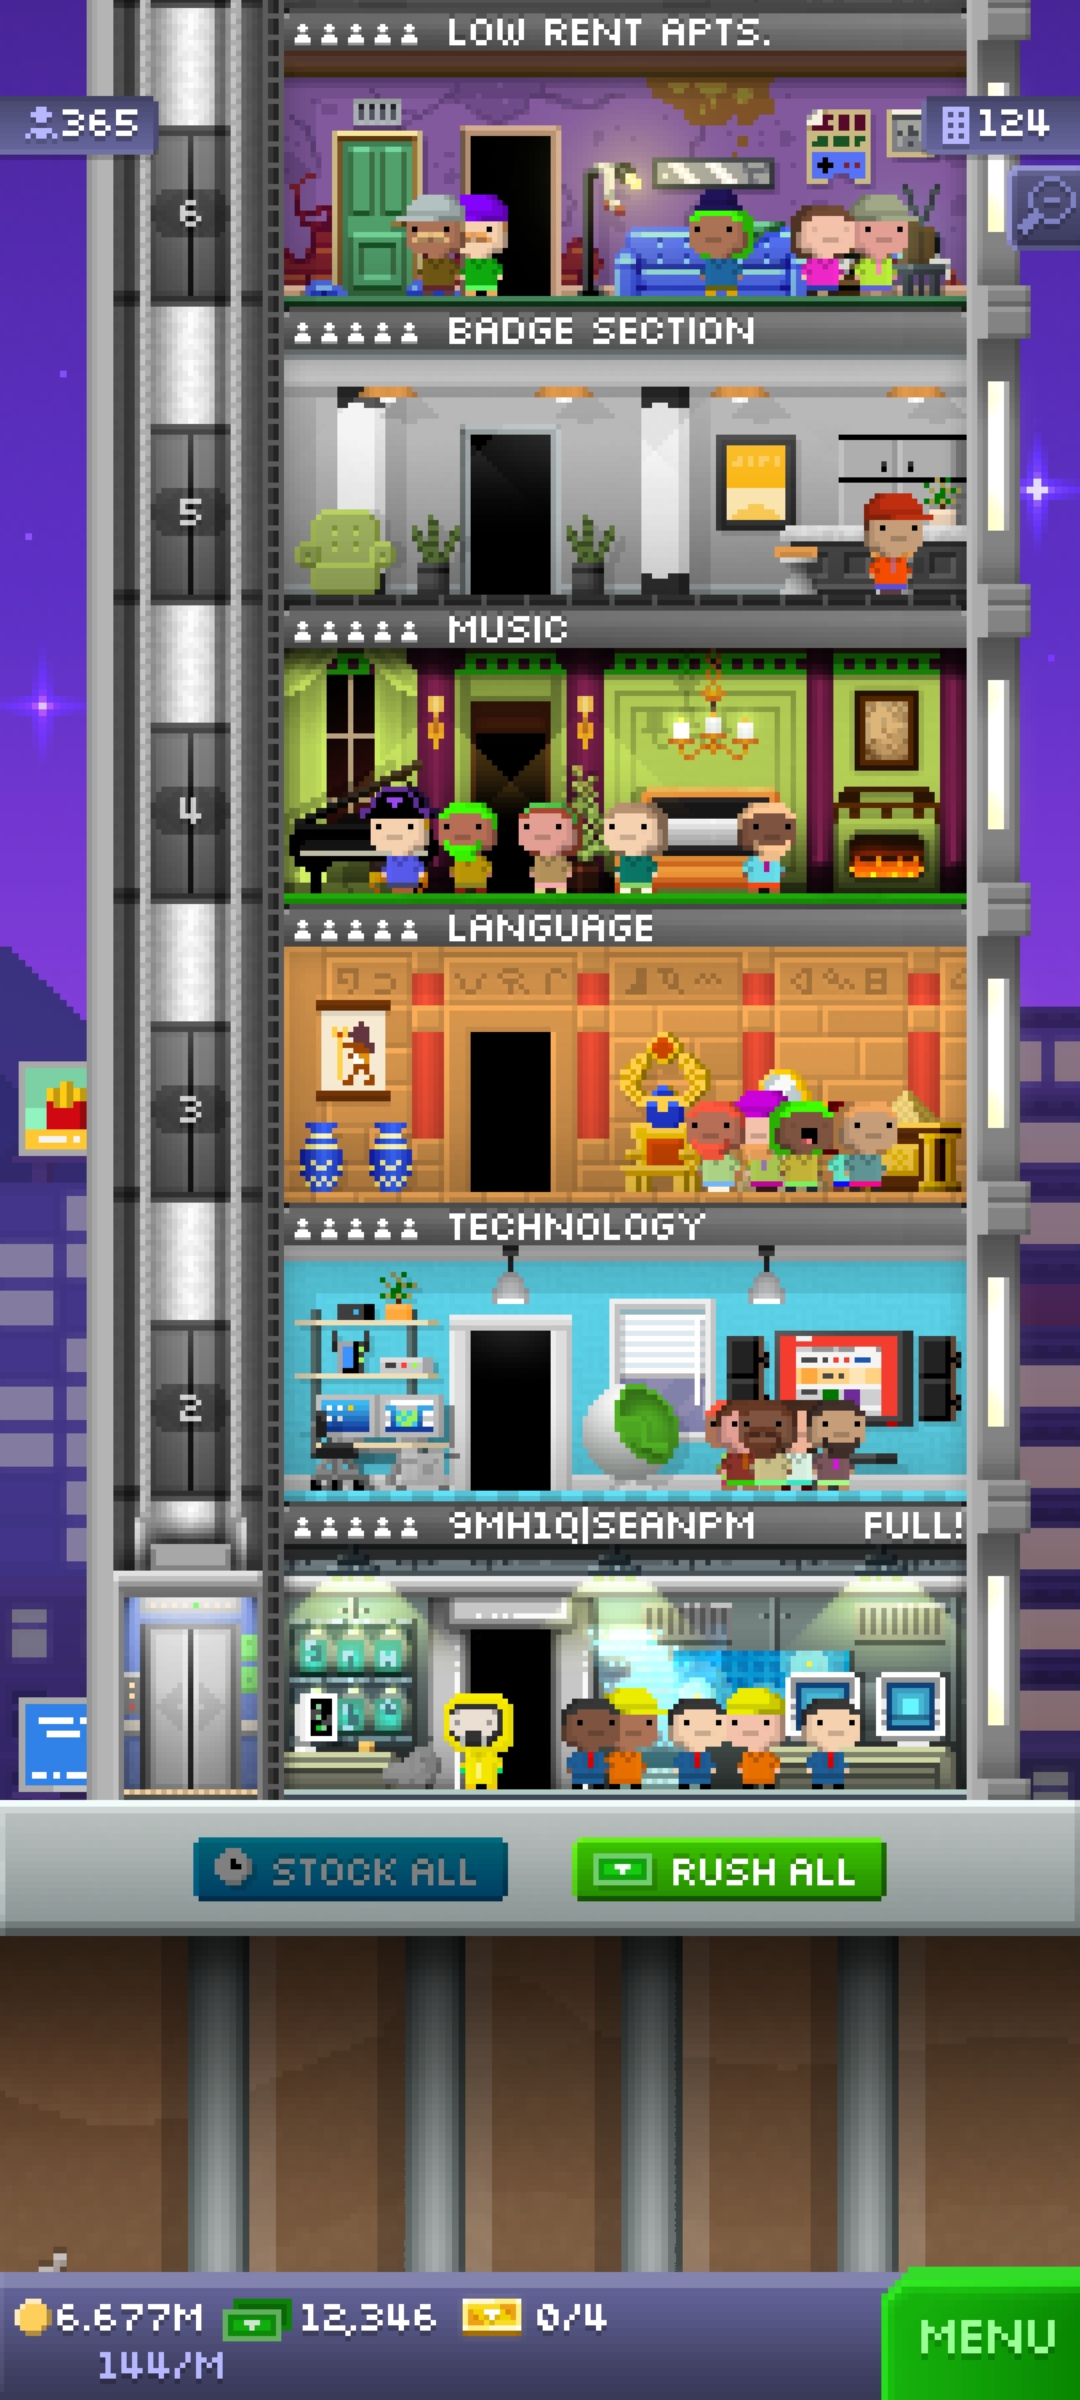 LOW RENT APTS.
365
124
6
BADGE SECTION
5
MUSIC
4
LANGUAGE
3
TECHNOLOGY
2
9MH1Q|SEANPM FULL!
STOCK ALL RUSH ALL
6.677M 12,346 0/4
144/M
MENU